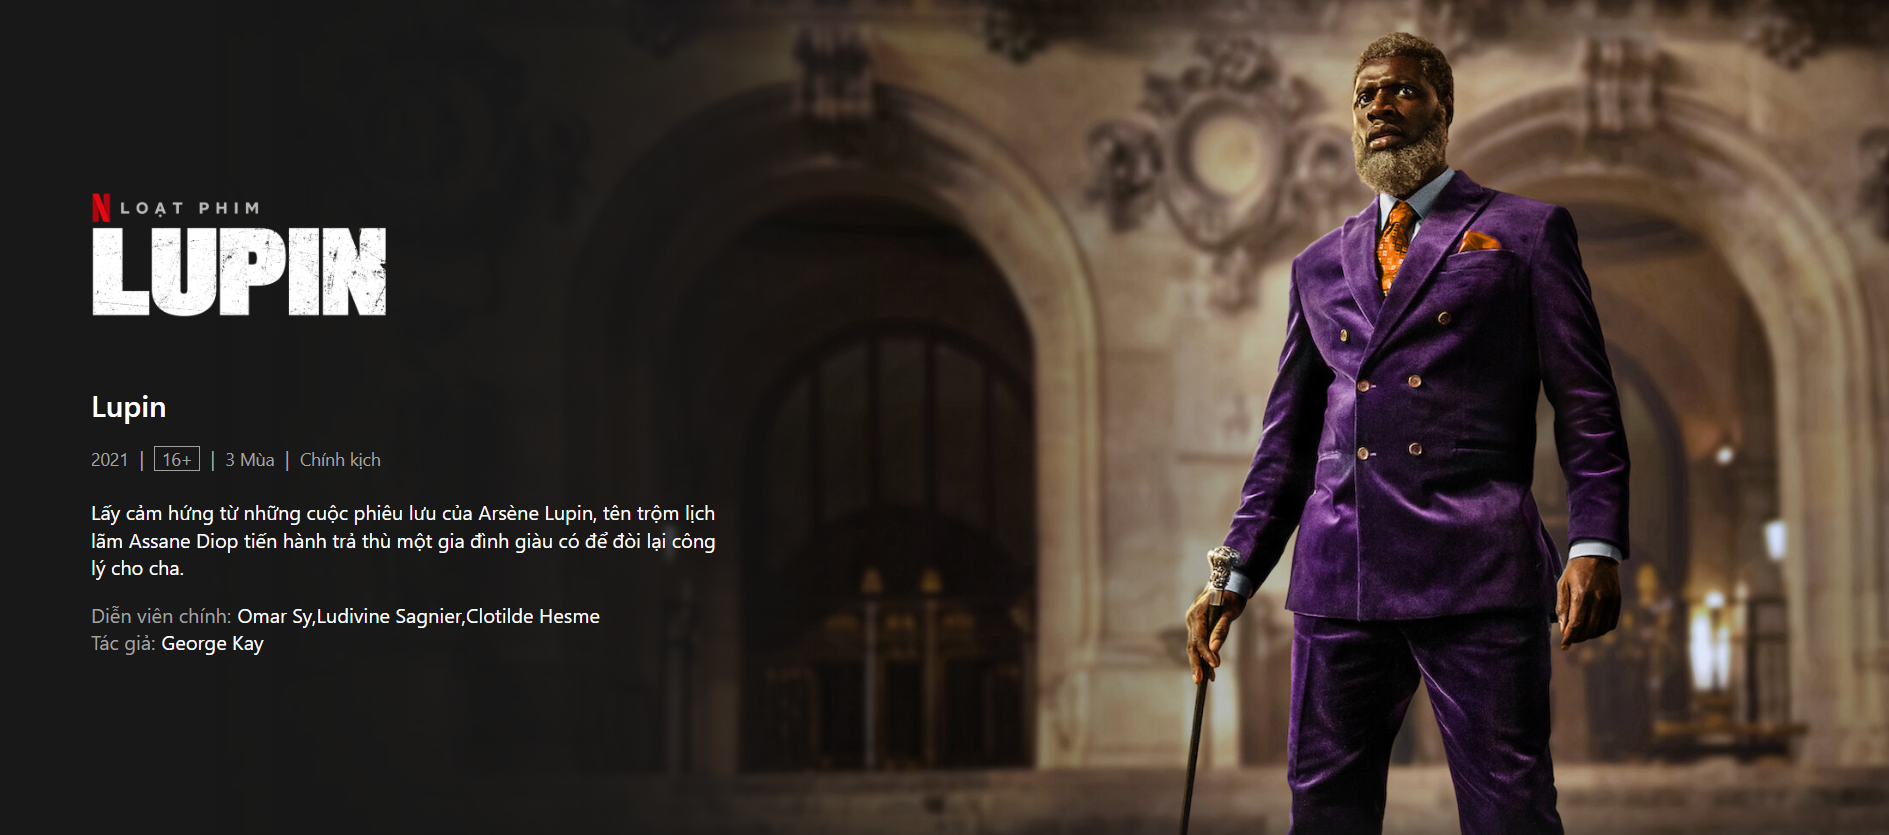 N LOẠT PHIM
LUPIN
Lupin
2021 | 16+ | 3 Mùa | Chính kịch
Lấy cảm hứng từ những cuộc phiêu lưu của Arsène Lupin, tên trộm lịch
lãm Assane Diop tiến hành trả thù một gia đình giàu có để đòi lại công
lý cho cha.
Diễn viên chính: Omar Sy,Ludivine Sagnier,Clotilde Hesme
Tác giả: George Kay